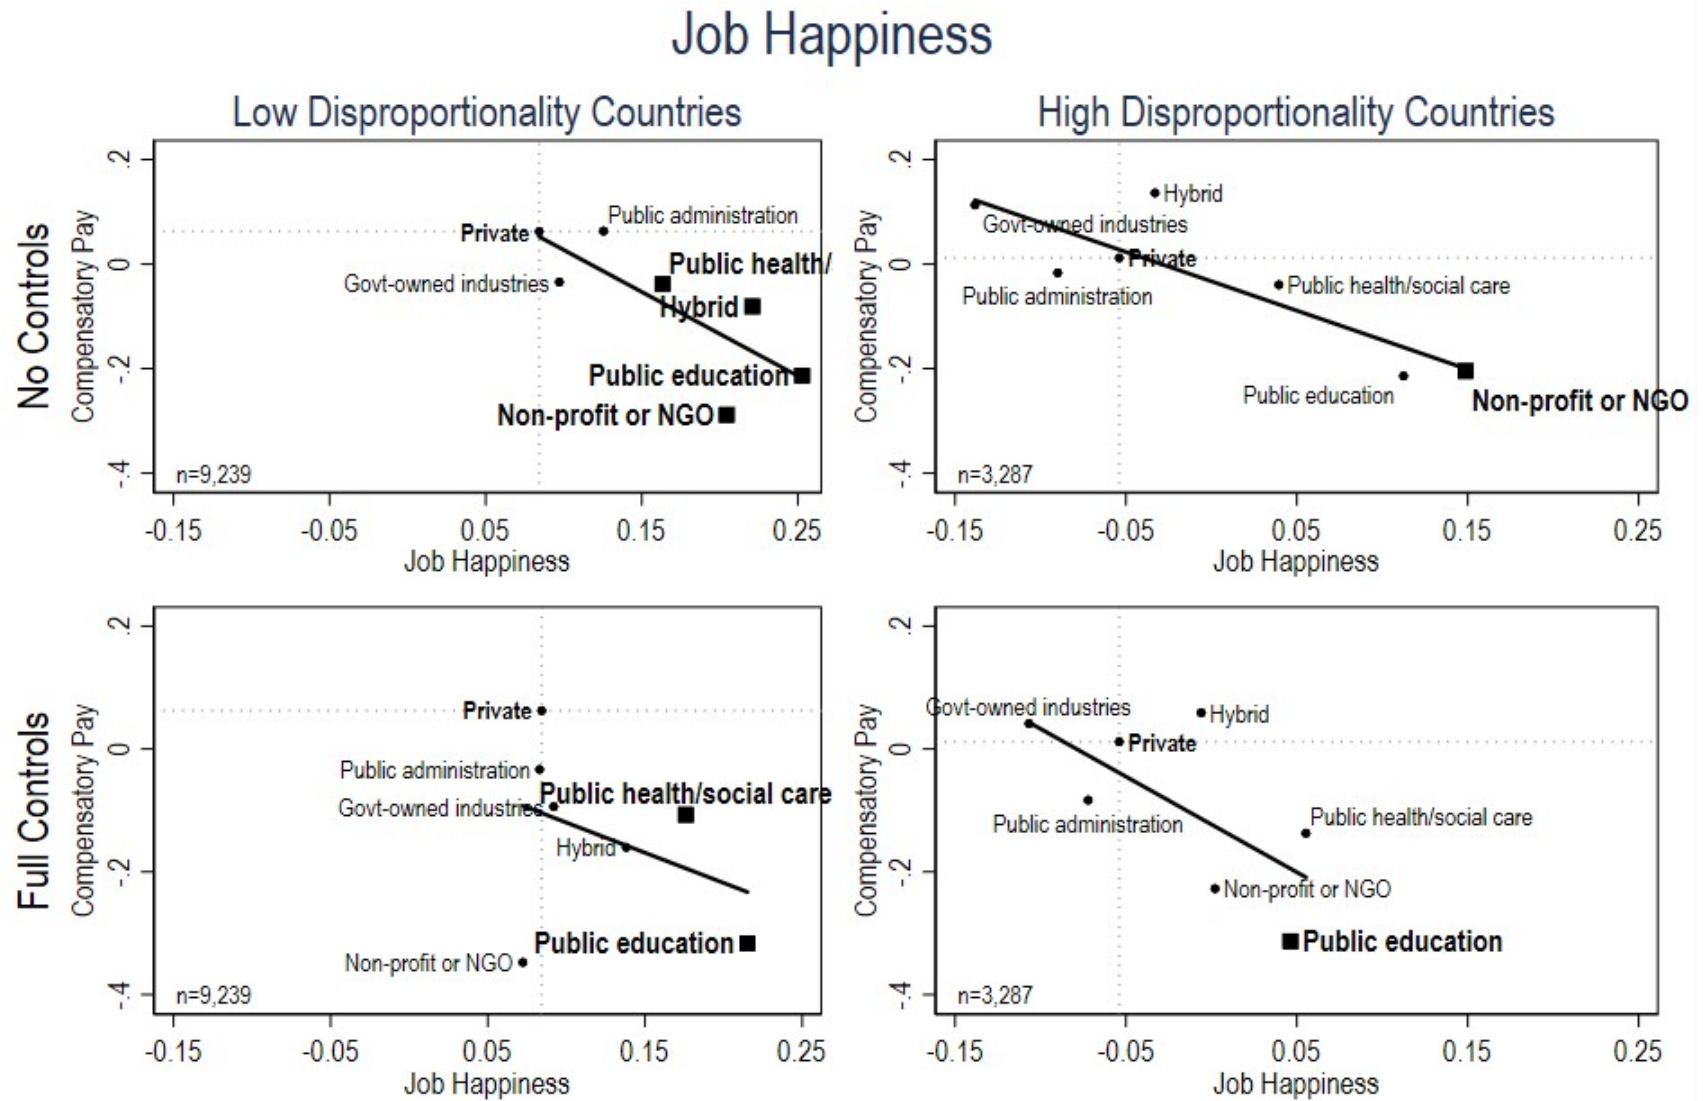 Job Happiness
Low Disproportionality Countries
High Disproportionality Countries
No Controls
Compensatory Pay
.2
0
-.2
-.4
Public administration
Private
Public health/
Govt-owned industries
Hybrid
Public education
Non-profit or NGO
n=9,239
-0.15 -0.05 0.05 0.15 0.25
Job Happiness
Compensatory Pay
.2
0
-.2
-.4
Hybrid
Govt-owned industries
Private
Public administration
Public health/social care
Public education
Non-profit or NGO
n=3,287
-0.15 -0.05 0.05 0.15 0.25
Job Happiness
Full Controls
Compensatory Pay
.2
0
-.2
-.4
Private
Public administration
Public health/social care
Govt-owned industries
Hybrid
Public education
Non-profit or NGO
n=9,239
-0.15 -0.05 0.05 0.15 0.25
Job Happiness
Compensatory Pay
.2
0
-.2
-.4
Govt-owned industries
Hybrid
Private
Public administration
Public health/social care
Non-profit or NGO
Public education
n=3,287
-0.15 -0.05 0.05 0.15 0.25
Job Happiness